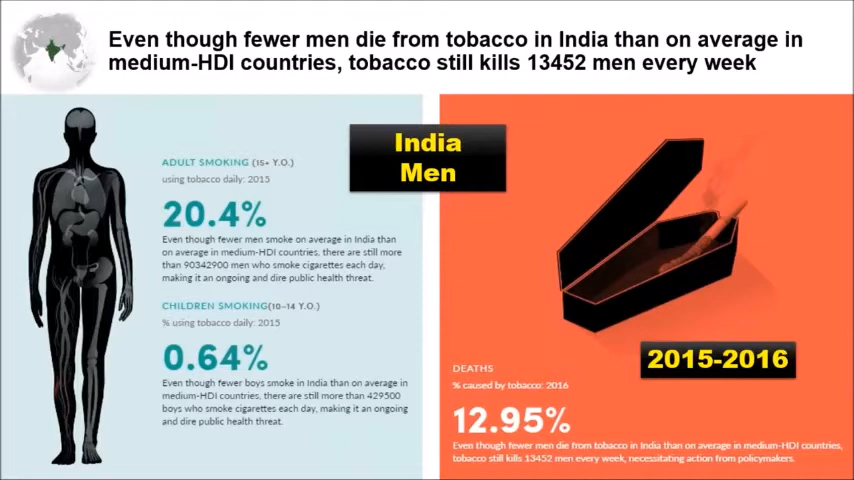 Even though fewer men die from tobacco in India than on average in
medium-HDI countries, tobacco still kills 13452 men every week
India
Men
ADULT SMOKING (15+ Y.O.)
using tobacco daily: 2015
20.4%
Even though fewer men smoke on average in India than
on average in medium-HDI countries, there are still more
than 90342900 men who smoke cigarettes each day,
making it an ongoing and dire public health threat.
CHILDREN SMOKING(10-14 Y.O.)
% using tobacco daily: 2015
0.64%
Even though fewer boys smoke in India than on average in
medium-HDI countries, there are still more than 429500
boys who smoke cigarettes each day, making it an ongoing
and dire public health threat.
2015-2016
DEATHS
% caused by tobacco: 2016
12.95%
Even though fewer men die from tobacco in India than on average in medium-HDI countries,
tobacco still kills 13452 men every week, necessitating action from policymakers.